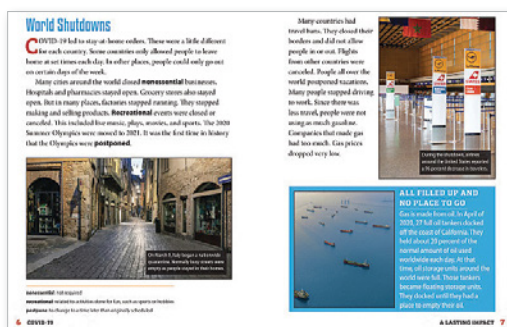 World Shutdowns
COVID-19 led to stay-at-home orders. These were a little different
for each country. Some countries only allowed people to leave
home at set times each day. In other places, people could only go out
on certain days of the week.
Many cities around the world closed nonessential businesses.
Hospitals and pharmacies stayed open. Grocery stores also stayed
open. But in many places, factories stopped running. They stopped
making and selling products. Recreational events were closed or
canceled. This included live music, plays, movies, and sports. The 2020
Summer Olympics were moved to 2021. It was the first time in history
that the Olympics were postponed.
On March 9, Italy began a nationwide
quarantine. Normally busy streets were
empty as people stayed in their homes.
nonessential: not required
recreational: related to activities done for fun, such as sports or hobbies
postpone: to change to a time later than originally scheduled
6 COVID-19
Many countries had
travel bans. They closed their
borders and did not allow
people in or out. Flights
from other countries were
canceled. People all over the
world postponed vacations.
Many people stopped driving
to work. Since there was
less travel, people were not
using as much gasoline.
Companies that made gas
had too much. Gas prices
dropped very low.
During the shutdown, airlines
around the United States reported
a 96 percent decrease in travelers.
ALL FILLED UP AND
NO PLACE TO GO
Gas is made from oil. In April of
2020, 27 full oil tankers docked
off the coast of California. They
held about 20 percent of the
normal amount of oil used
worldwide each day. At that
time, oil storage units around the
world were full. These tankers
became floating storage units.
They docked until they had a
place to empty their oil.
A LASTING IMPACT 7